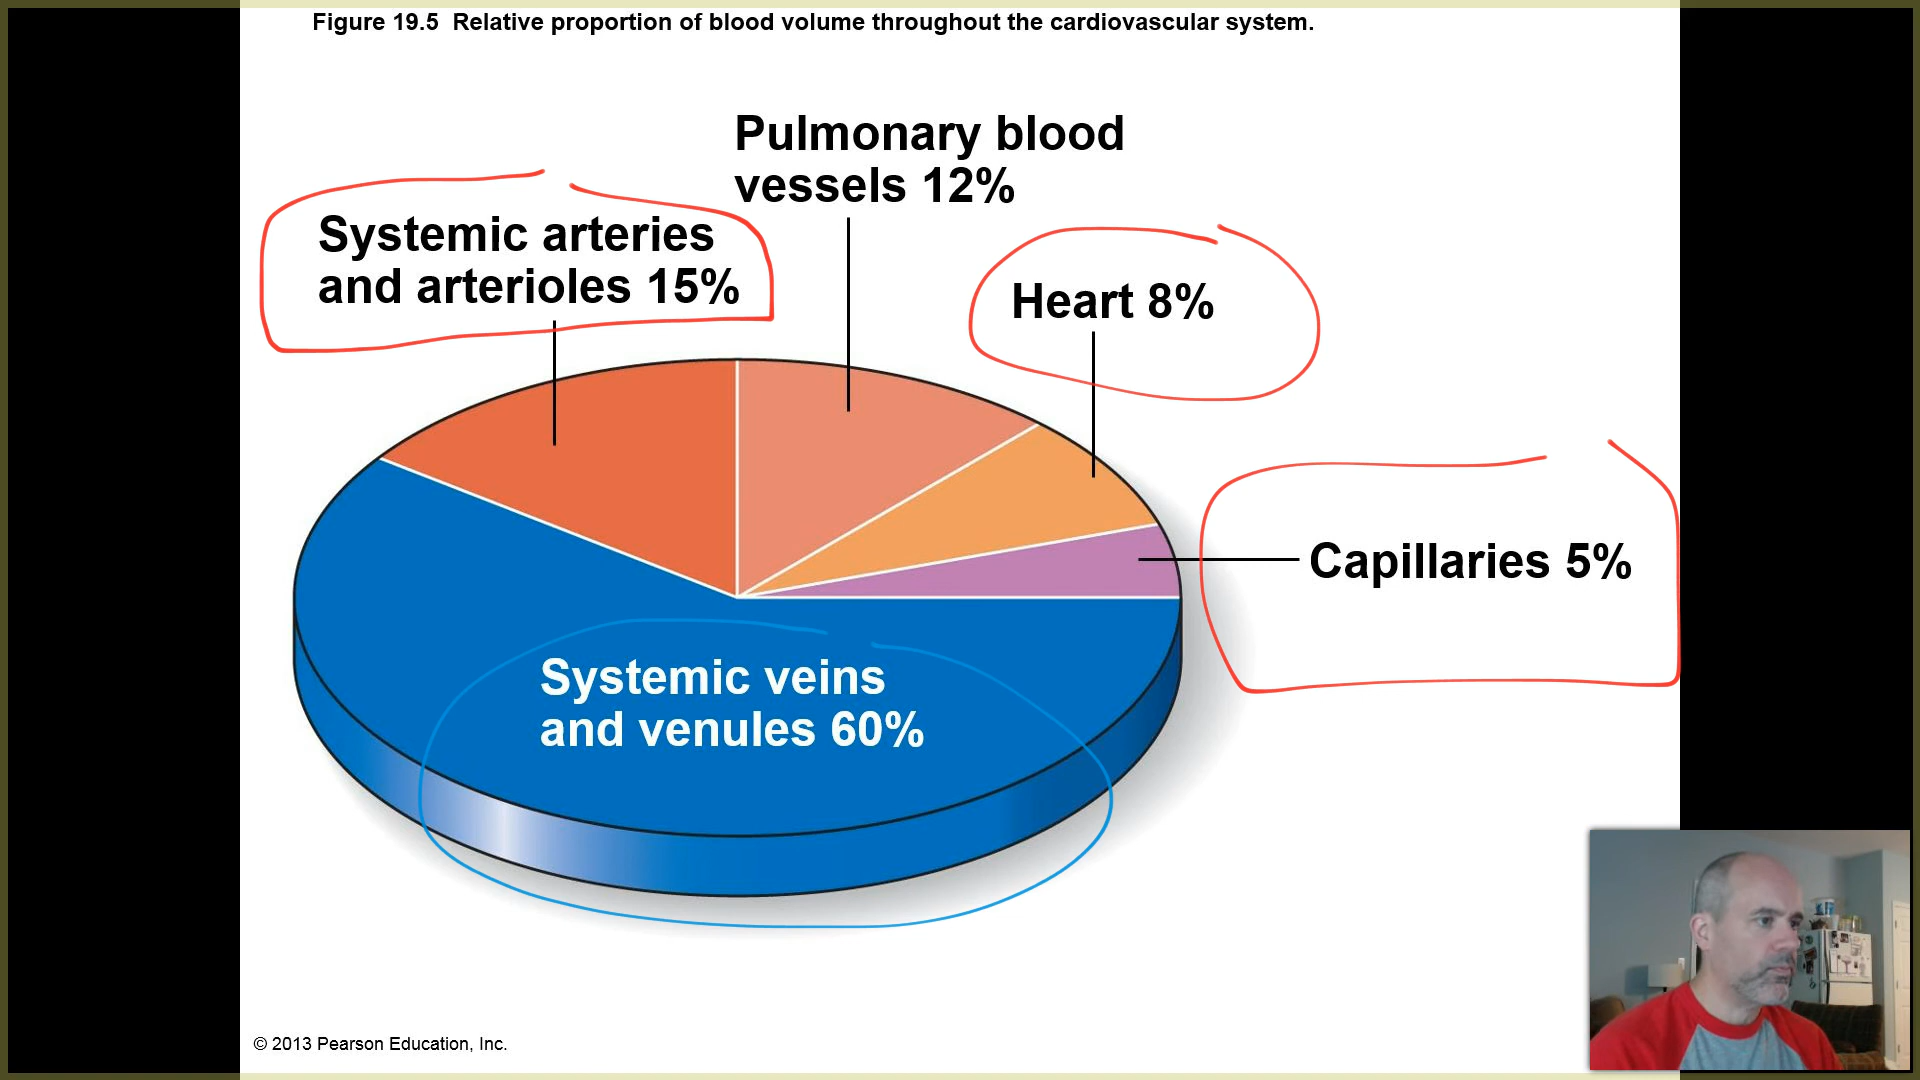 Figure 19.5  Relative proportion of blood volume throughout the cardiovascular system.
Pulmonary blood
vessels 12%
Systemic arteries
and arterioles 15%
Heart 8%
Capillaries 5%
Systemic veins
and venules 60%
© 2013 Pearson Education, Inc.